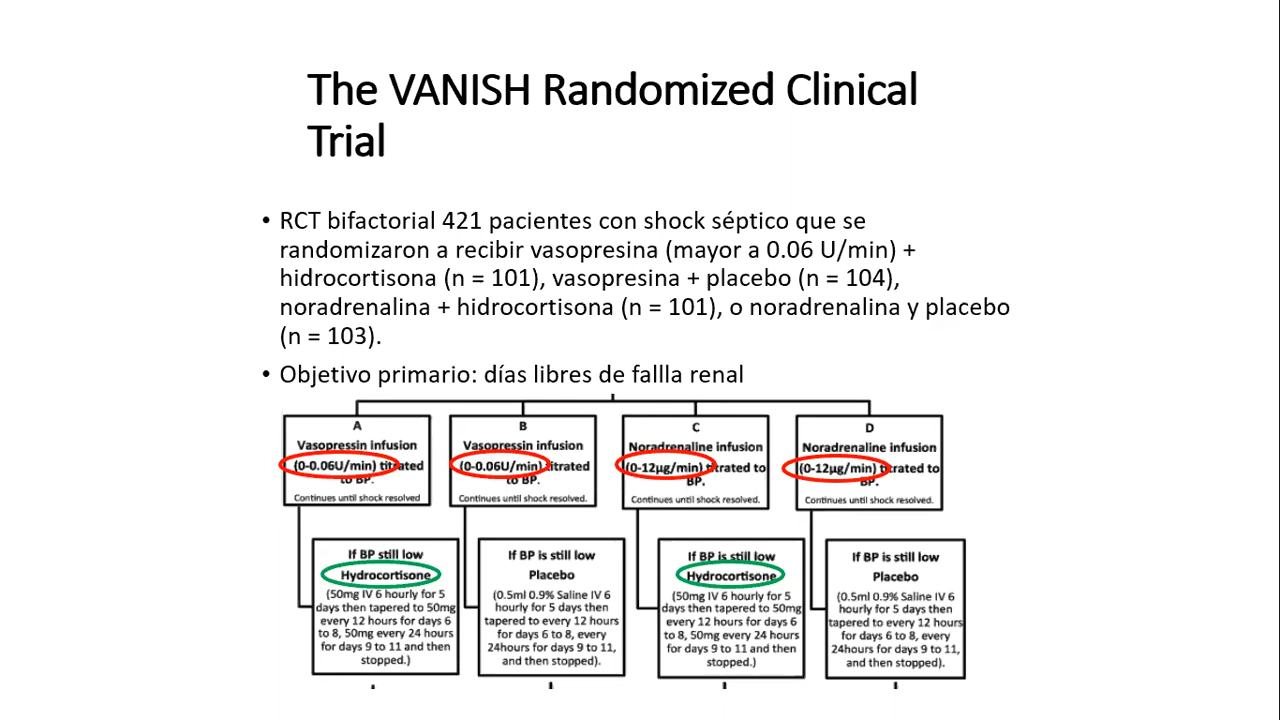 The VANISH Randomized Clinical
Trial
• RCT bifactorial 421 pacientes con shock séptico que se
randomizaron a recibir vasopresina (mayor a 0.06 U/min) +
hidrocortisona (n = 101), vasopresina + placebo (n = 104),
noradrenalina + hidrocortisona (n = 101), o noradrenalina y placebo
(n = 103).
• Objetivo primario: días libres de fallla renal
A
Vasopressin infusion
(0-0.06U/min) titrated
to BP.
Continues until shock resolved
B
Vasopressin infusion
(0-0.06U/min) titrated
to BP.
Continues until shock resolved.
C
Noradrenaline infusion
(0-12µg/min) titrated to
BP.
Continues until shock resolved.
D
Noradrenaline infusion
(0-12µg/min) titrated to
BP.
Continues until shock resolved.
If BP still low
Hydrocortisone
(50mg IV 6 hourly for 5
days then tapered to 50mg
every 12 hours for days 6
to 8, 50mg every 24 hours
for days 9 to 11 and then
stopped.)
If BP is still low
Placebo
(0.5ml 0.9% Saline IV 6
hourly for 5 days then
tapered to every 12 hours
for days 6 to 8, every
24hours for days 9 to 11,
and then stopped).
If BP is still low
Hydrocortisone
(50mg IV 6 hourly for 5
days then tapered to 50mg
every 12 hours for days 6
to 8, 50mg every 24 hours
for days 9 to 11 and then
stopped.)
If BP is still low
Placebo
(0.5ml 0.9% Saline IV 6
hourly for 5 days then
tapered to every 12 hours
for days 6 to 8, every
24hours for days 9 to 11,
and then stopped).